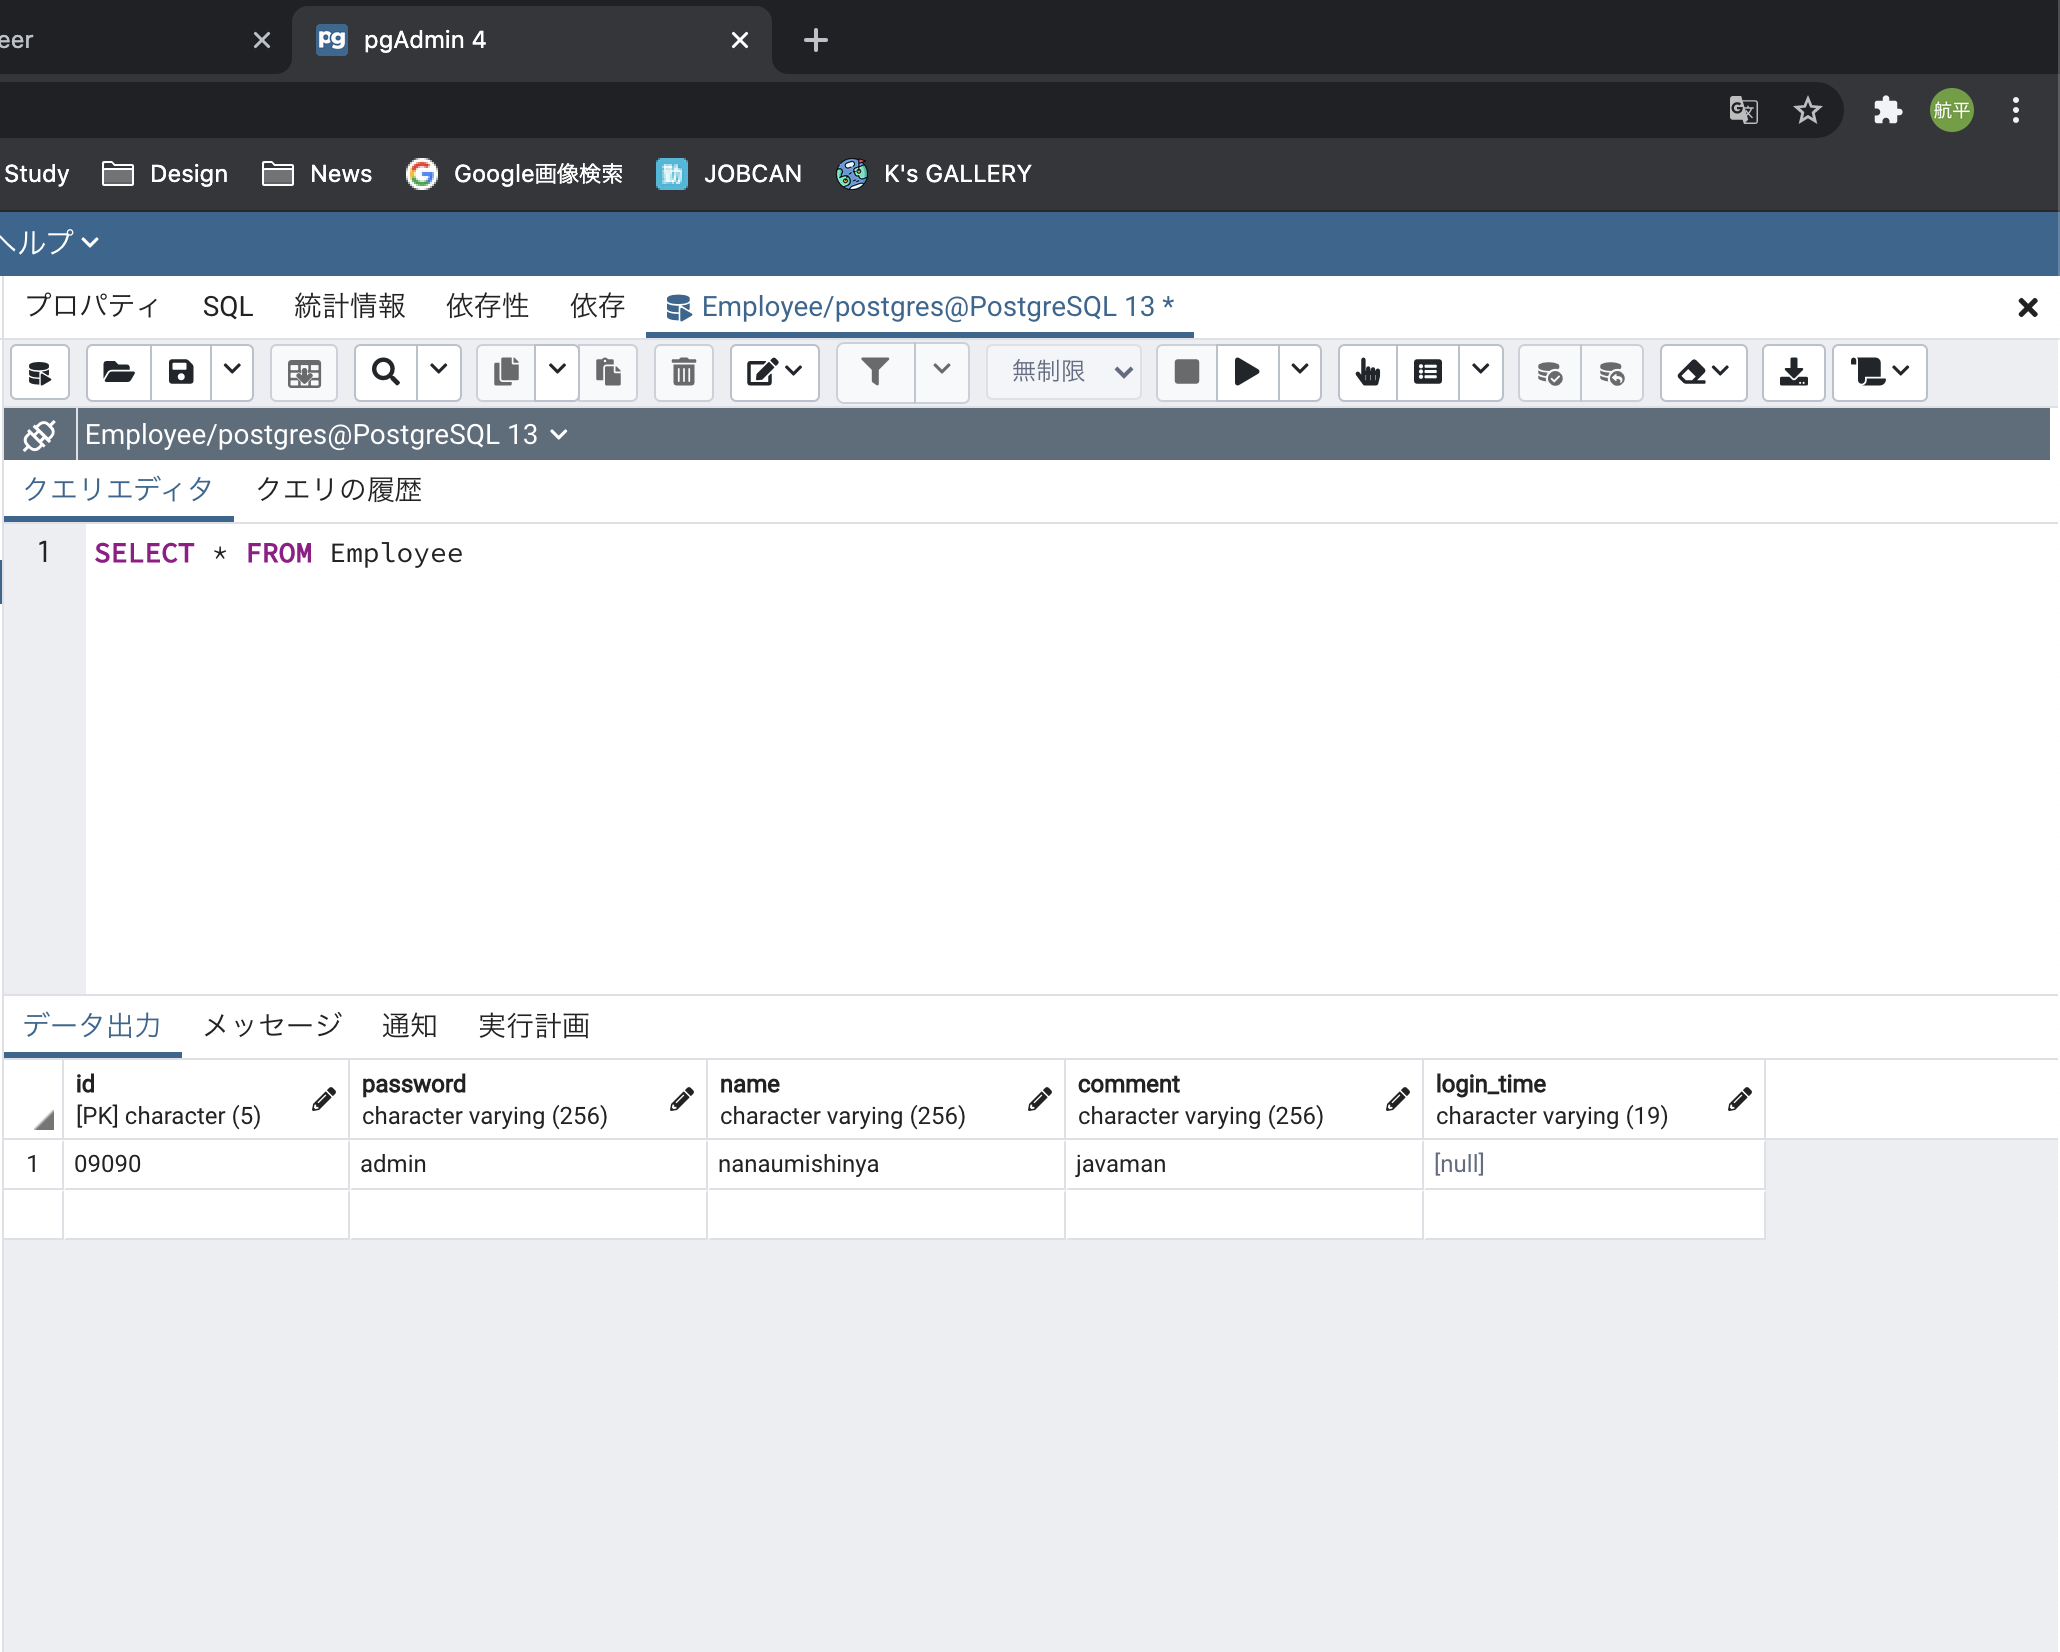 eer
pg pgAdmin 4
航平
Study Design News Google画像検索 勤 JOBCAN K's GALLERY
ヘルプ
プロパティ SQL 統計情報 依存性 依存 Employee/postgres@PostgreSQL 13 *
無制限
Employee/postgres@PostgreSQL 13
クエリエディタ クエリの履歴
1 SELECT * FROM Employee
データ出力 メッセージ 通知 実行計画
id password name comment login_time
[PK] character (5) character varying (256) character varying (256) character varying (256) character varying (19)
1 09090 admin nanaumishinya javaman [null]